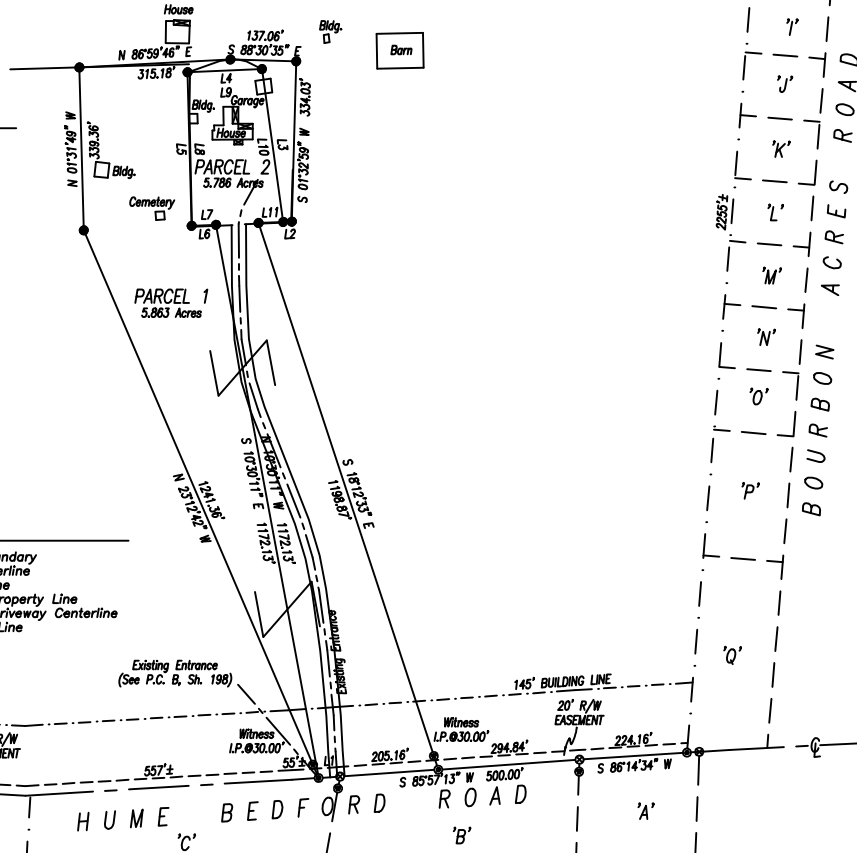 House
137.06'
S 88'30'35" E
N 86'59'46" E
315.18'
Bldg.
Barn
'I'
'J'
'K'
'L'
'M'
'N'
'O'
'P'
'Q'
2255'±
BOURBON ACRES ROAD
N 01'31'49" W
339.36'
L4
L9
Bldg.
Garage
House
L5
L8
L10
L3
S 01'32'59" W 334.03'
PARCEL 2
5.786 Acres
Bldg.
Cemetery
L7
L6
L11
L2
PARCEL 1
5.863 Acres
N 23'12'42" W
1241.36'
S 10'30'11" E 1172.13'
N 10'30'11" W 1172.13'
S 18'12'33" E
1198.87'
ndary
erline
ne
roperty Line
riveway Centerline
Line
Existing Entrance
(See P.C. B, Sh. 198)
Existing Entrance
145' BUILDING LINE
20' R/W
EASEMENT
R/W
MENT
Witness
I.P.@30.00'
Witness
I.P.@30.00'
557'±
55'±
L1
205.16'
294.84'
224.16'
S 85'57'13" W 500.00'
S 86'14'34" W
HUME BEDFORD ROAD
'C'
'B'
'A'